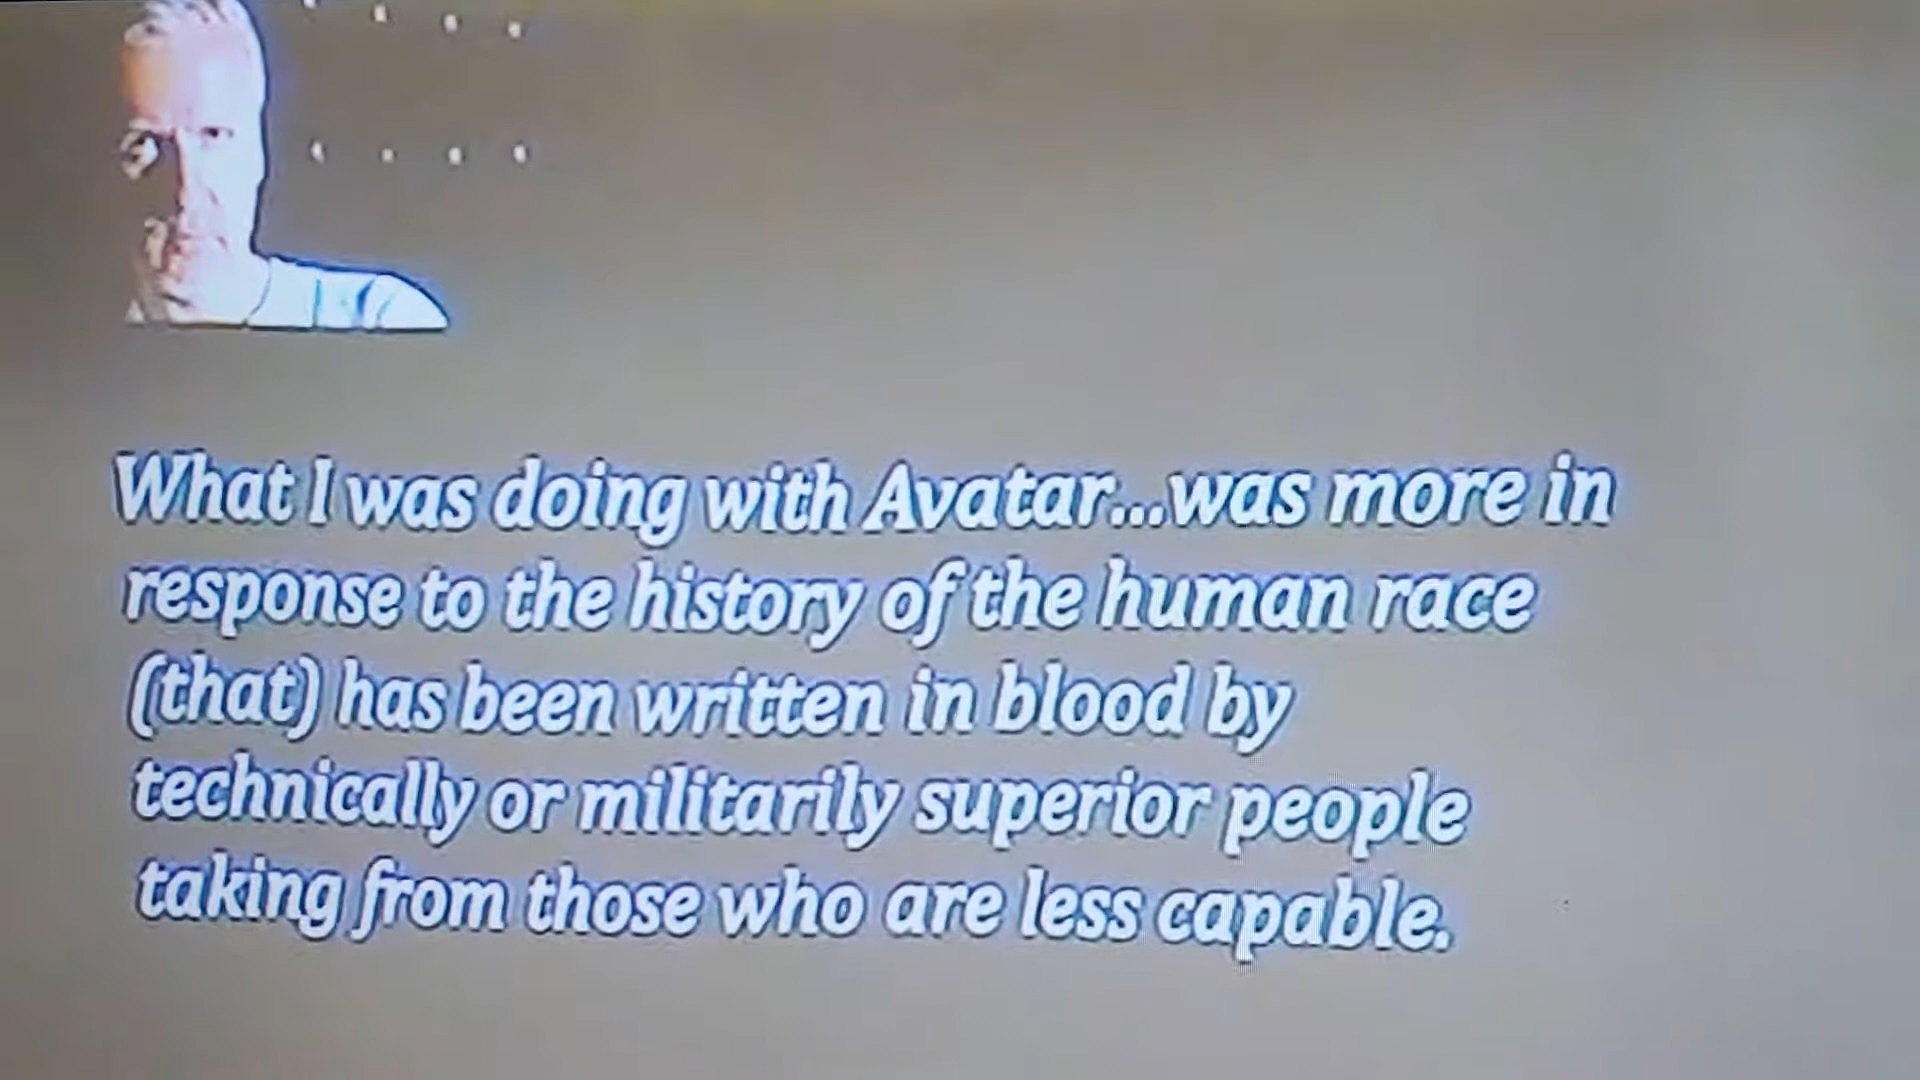 What I was doing with Avatar...was more in
response to the history of the human race
(that) has been written in blood by
technically or militarily superior people
taking from those who are less capable.